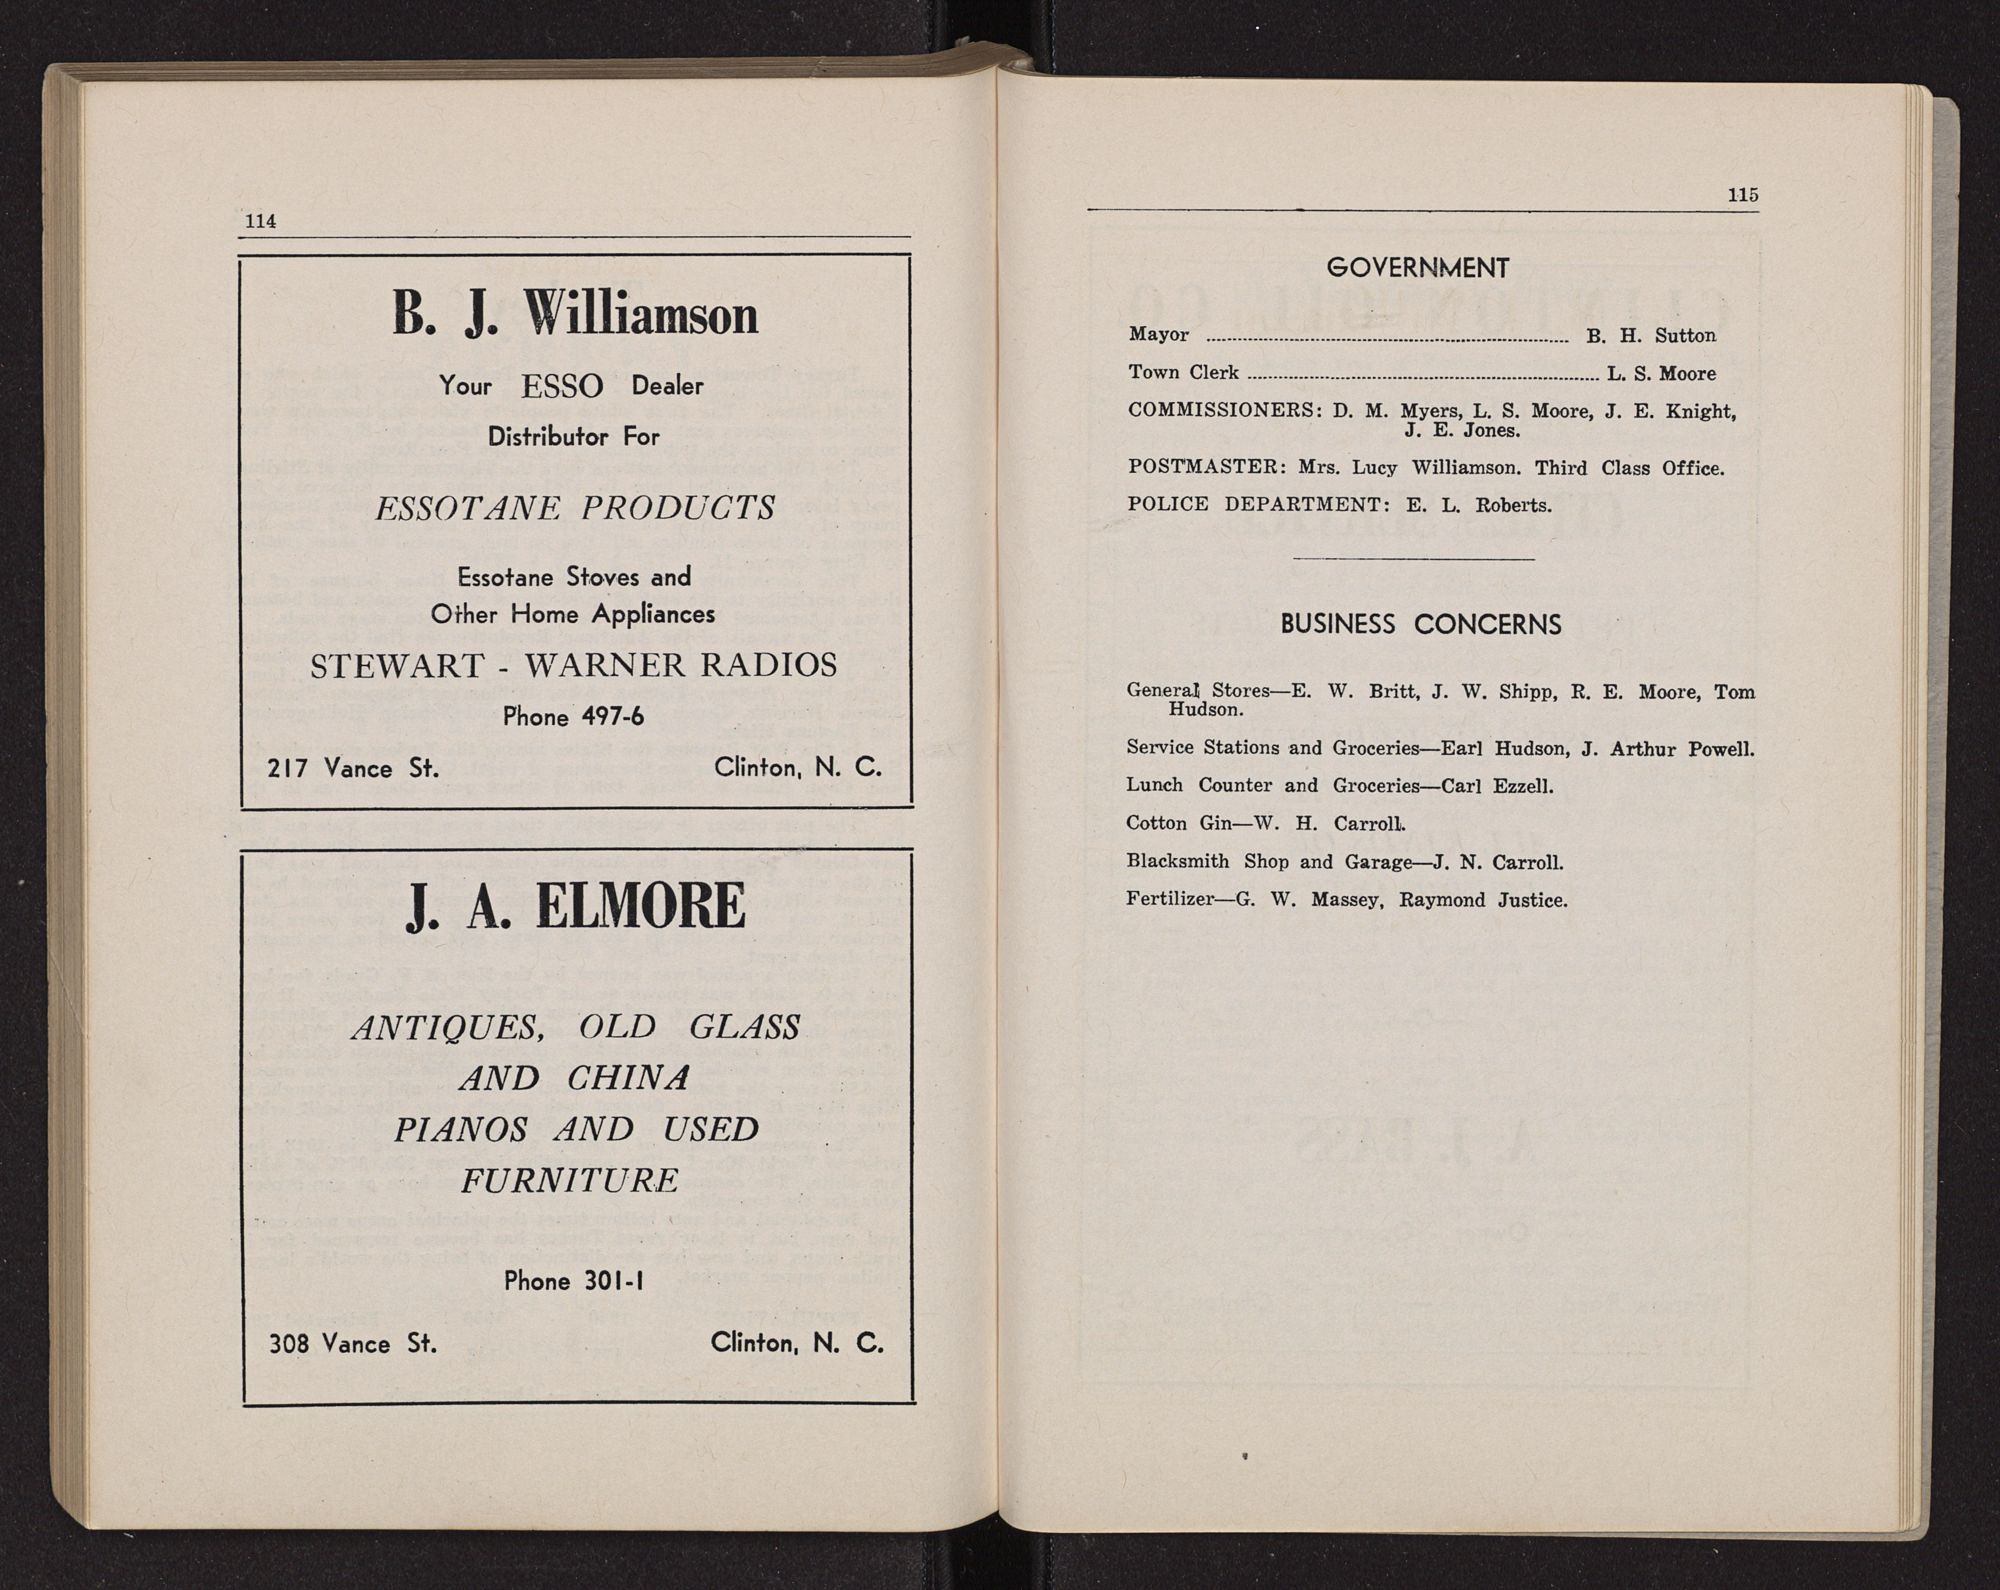 114
B. J. Williamson
Your ESSO Dealer
Distributor For
ESSOTANE PRODUCTS
Essotane Stoves and
Other Home Appliances
STEWART - WARNER RADIOS
Phone 497-6
217 Vance St. Clinton, N. C.
J. A. ELMORE
ANTIQUES, OLD GLASS
AND CHINA
PIANOS AND USED
FURNITURE
Phone 301-1
308 Vance St. Clinton, N. C.
115
GOVERNMENT
Mayor ........ B. H. Sutton
Town Clerk ........ L. S. Moore
COMMISSIONERS: D. M. Myers, L. S. Moore, J. E. Knight,
J. E. Jones.
POSTMASTER: Mrs. Lucy Williamson. Third Class Office.
POLICE DEPARTMENT: E. L. Roberts.
BUSINESS CONCERNS
General Stores—E. W. Britt, J. W. Shipp, R. E. Moore, Tom
Hudson.
Service Stations and Groceries—Earl Hudson, J. Arthur Powell.
Lunch Counter and Groceries—Carl Ezzell.
Cotton Gin—W. H. Carroll.
Blacksmith Shop and Garage—J. N. Carroll.
Fertilizer—G. W. Massey, Raymond Justice.